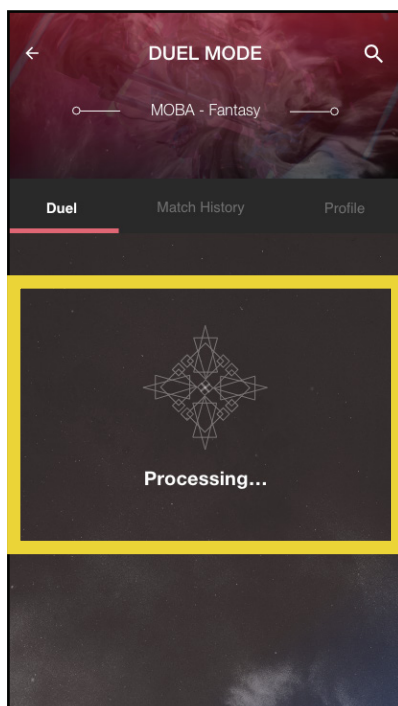 DUEL MODE
MOBA - Fantasy
Duel Match History Profile
Processing...